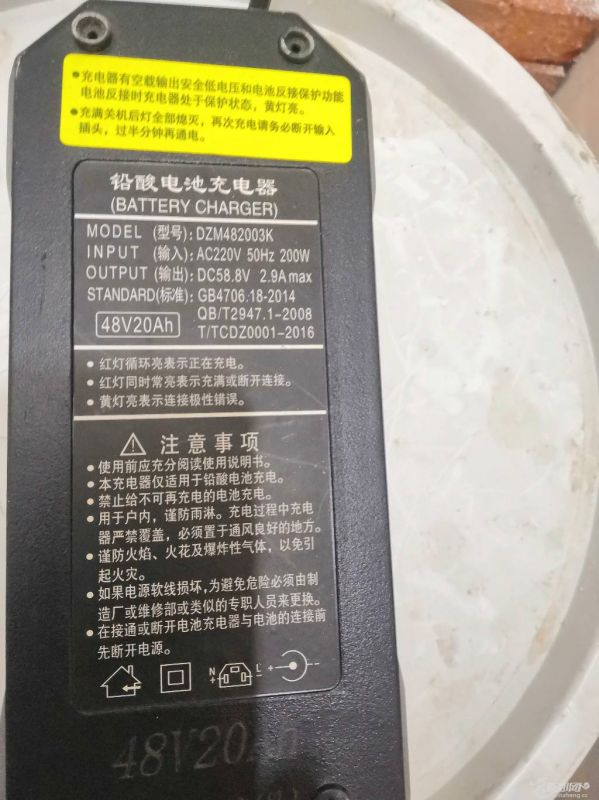 •充电器有空载输出安全低电压和电池反接保护功能
电池反接时充电器处于保护状态，黄灯亮。
•充满关机后灯全部熄灭，再次充电请务必断开输入
插头，过半分钟再通电。
铅酸电池充电器
(BATTERY CHARGER)
MODEL (型号): DZM482003K
INPUT (输入): AC220V 50Hz 200W
OUTPUT (输出): DC58.8V 2.9A max
STANDARD(标准): GB4706.18-2014
QB/T2947.1-2008
48V20Ah T/TCDZ0001-2016
•红灯循环亮表示正在充电。
•红灯同时常亮表示充满或断开连接。
•黄灯亮表示连接极性错误。
注意事项
•使用前应充分阅读使用说明书。
•本充电器仅适用于铅酸电池充电。
•禁止给不可再充电的电池充电。
•用于户内，谨防雨淋。充电过程中充电
器严禁覆盖，必须置于通风良好的地方。
•谨防火焰、火花及爆炸性气体，以免引
起火灾。
•如果电源软线损坏，为避免危险必须由制
造厂或维修部或类似的专职人员来更换。
•在接通或断开电池充电器与电池的连接前
先断开电源。
N L
+ - + -
48V20Ah